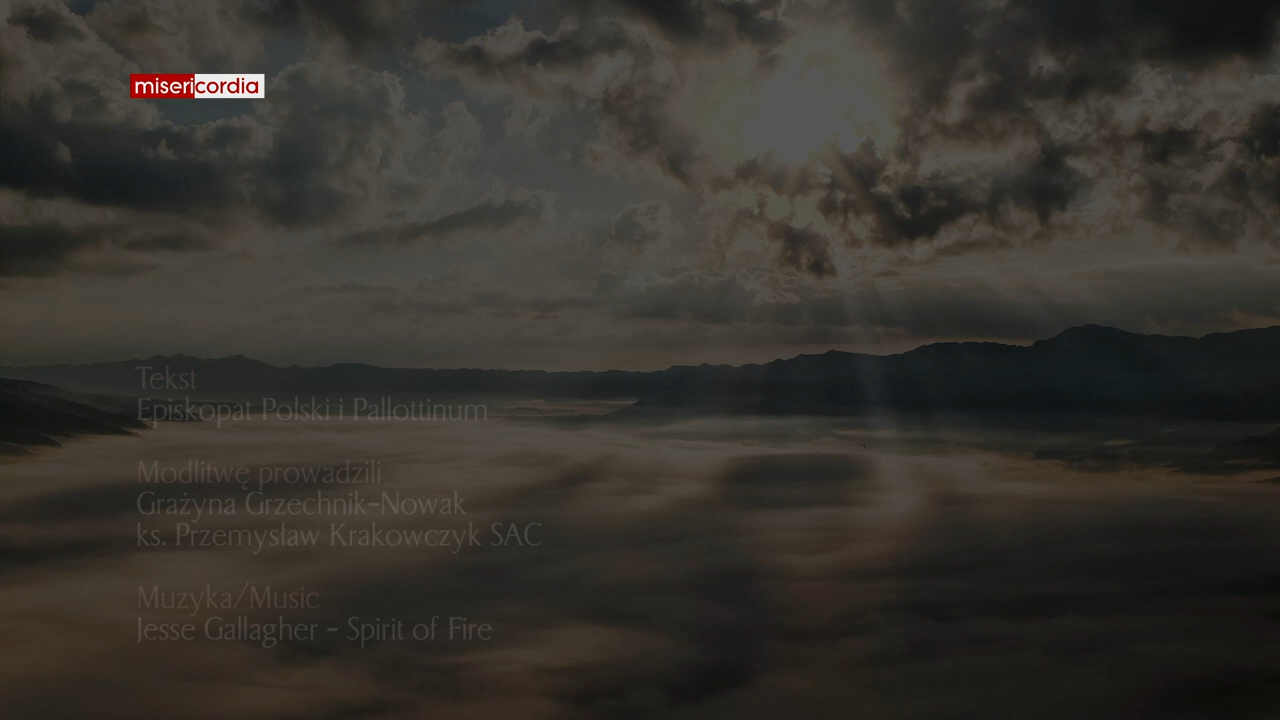 misericordia
Tekst
Episkopat Polski i Pallottinum
Modlitwę prowadzili
Grażyna Grzechnik-Nowak
ks. Przemysław Krakowczyk SAC
Muzyka/Music
Jesse Gallagher - Spirit of Fire